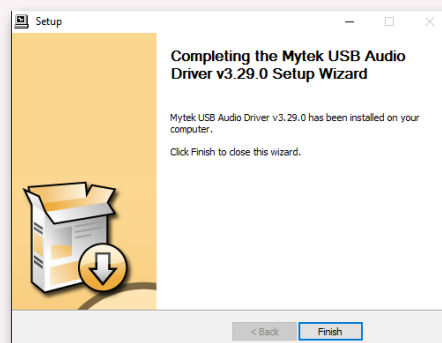 Setup
Completing the Mytek USB Audio
Driver v3.29.0 Setup Wizard
Mytek USB Audio Driver v3.29.0 has been installed on your
computer.
Click Finish to close this wizard.
< Back
Finish